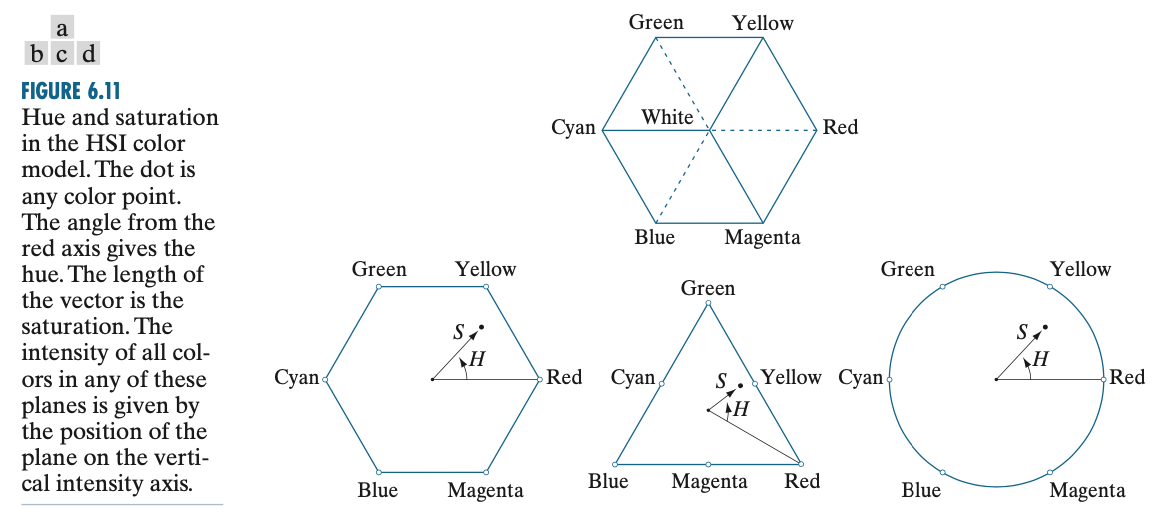 a
b c d
FIGURE 6.11
Hue and saturation
in the HSI color
model. The dot is
any color point.
The angle from the
red axis gives the
hue. The length of
the vector is the
saturation. The
intensity of all col-
ors in any of these
planes is given by
the position of the
plane on the verti-
cal intensity axis.
Green Yellow
White
Cyan Red
Blue Magenta
Green Yellow
S
H
Cyan Red
Blue Magenta
Green
Cyan S Yellow
H
Blue Magenta Red
Green Yellow
S
H
Cyan Red
Blue Magenta